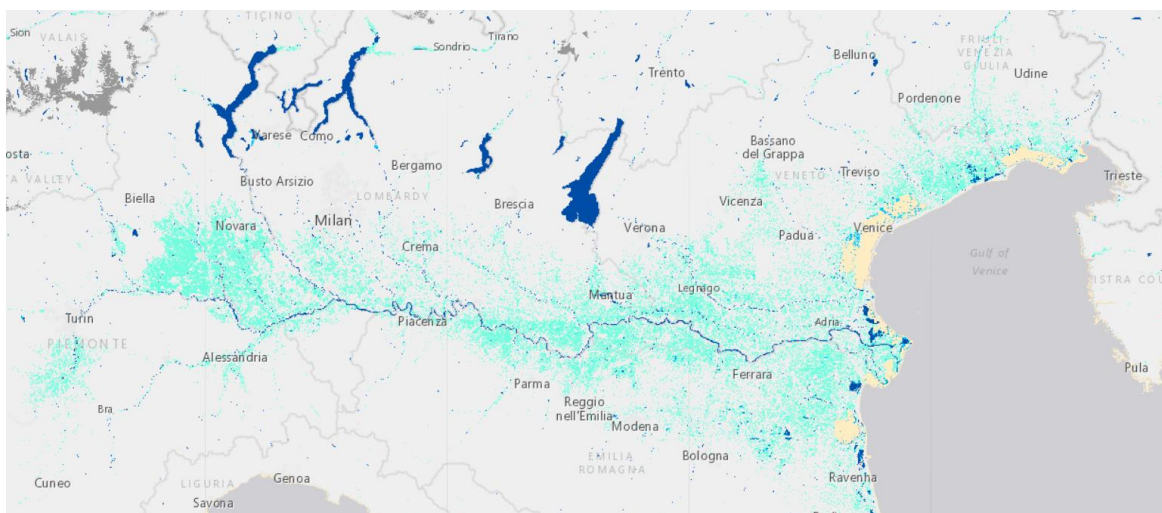 TICINO
Sion
VALAIS
Tirano
Sondrio
FRIULI-
VENEZIA
GIULIA
Belluno
Udine
Trento
Pordenone
Varese
Como
Bassano
del Grappa
osta
TA VALLEY
Bergamo
VENETO
Treviso
Trieste
Busto Arsizio
LOMBARDY
Biella
Brescia
Vicenza
Milan
Novara
Verona
Venice
Padua
Crema
Gulf of
Venice
ISTRA COU
Legnago
Mantua
Turin
Piacenza
Adria
PIEMONTE
Alessandria
Ferrara
Pula
Parma
Bra
Reggio
nell'Emilia
Modena
EMILIA
ROMAGNA
Bologna
Cuneo
LIGURIA
Genoa
Ravenna
Savona